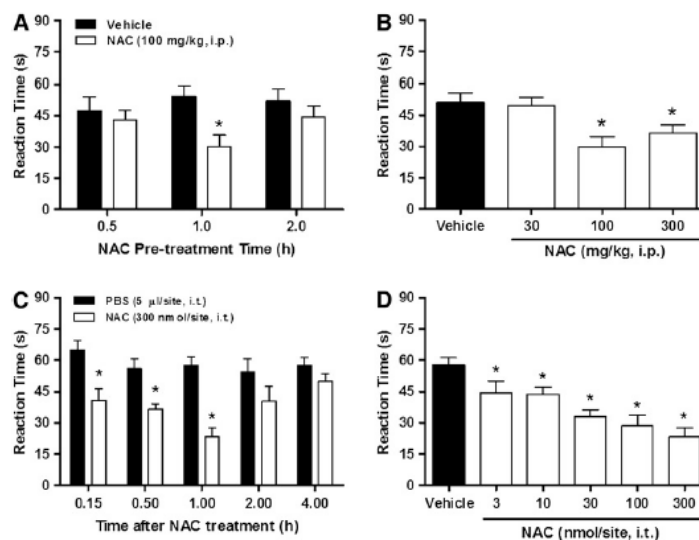 A
Vehicle
NAC (100 mg/kg, i.p.)
Reaction Time (s)
90
75
60
45
30
15
0
*
0.5 1.0 2.0
NAC Pre-treatment Time (h)
B
Reaction Time (s)
90
75
60
45
30
15
0
* *
Vehicle 30 100 300
NAC (mg/kg, i.p.)
C
PBS (5 µl/site, i.t.)
NAC (300 nmol/site, i.t.)
Reaction Time (s)
90
75
60
45
30
15
0
* * *
0.15 0.50 1.00 2.00 4.00
Time after NAC treatment (h)
D
Reaction Time (s)
90
75
60
45
30
15
0
* * * * *
Vehicle 3 10 30 100 300
NAC (nmol/site, i.t.)